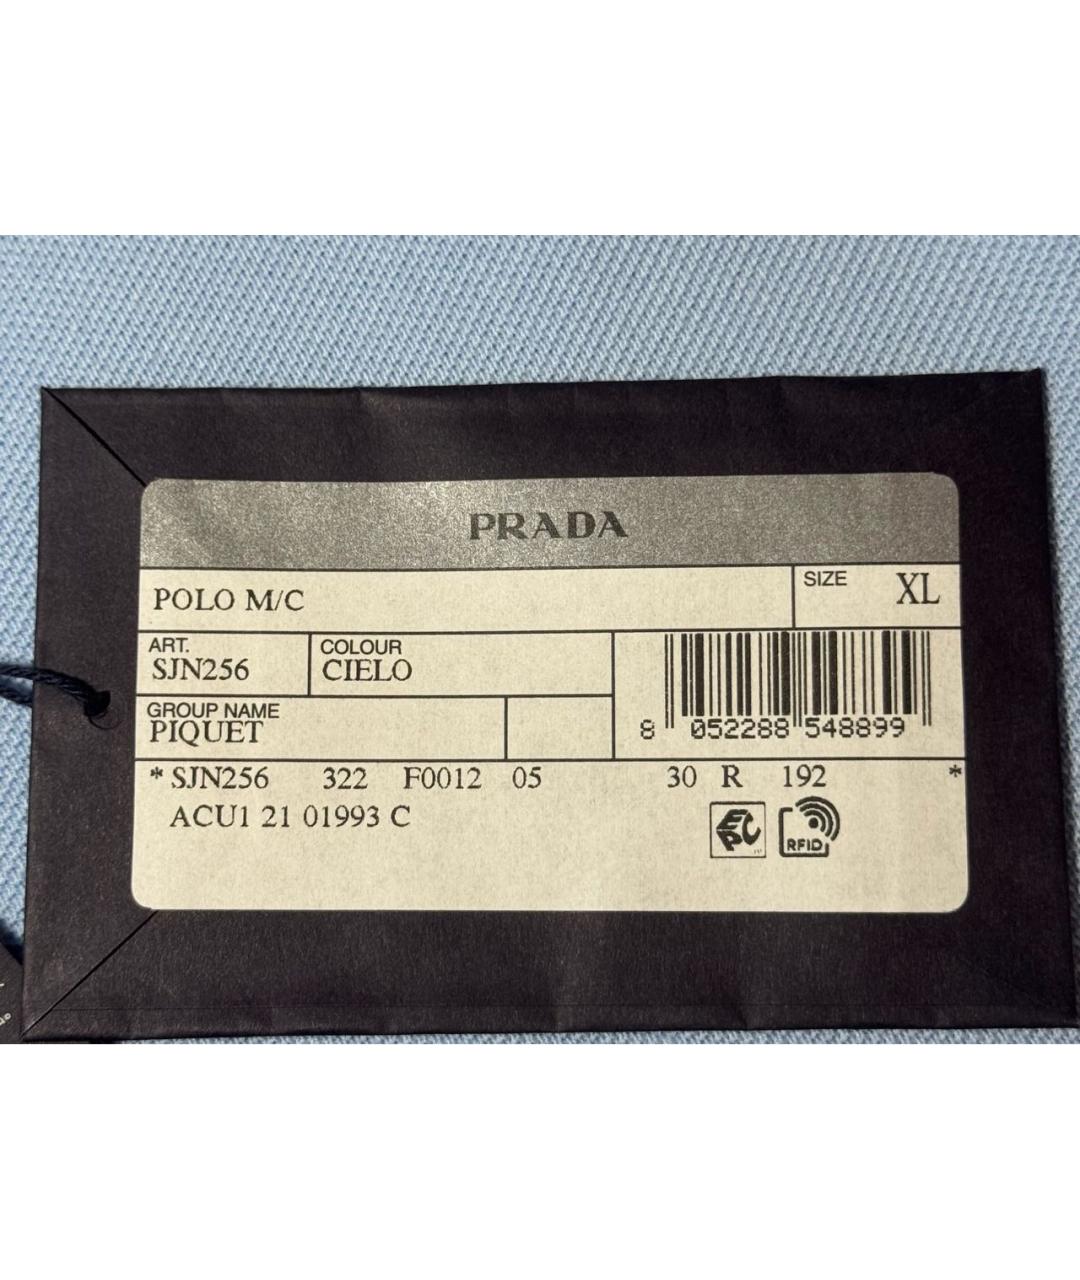 PRADA
POLO M/C
SIZE XL
ART.
SJN256
COLOUR
CIELO
GROUP NAME
PIQUET
8 052288 548899
* SJN256 322 F0012 05 30 R 192 *
ACU1 21 01993 C
EPC
RFID